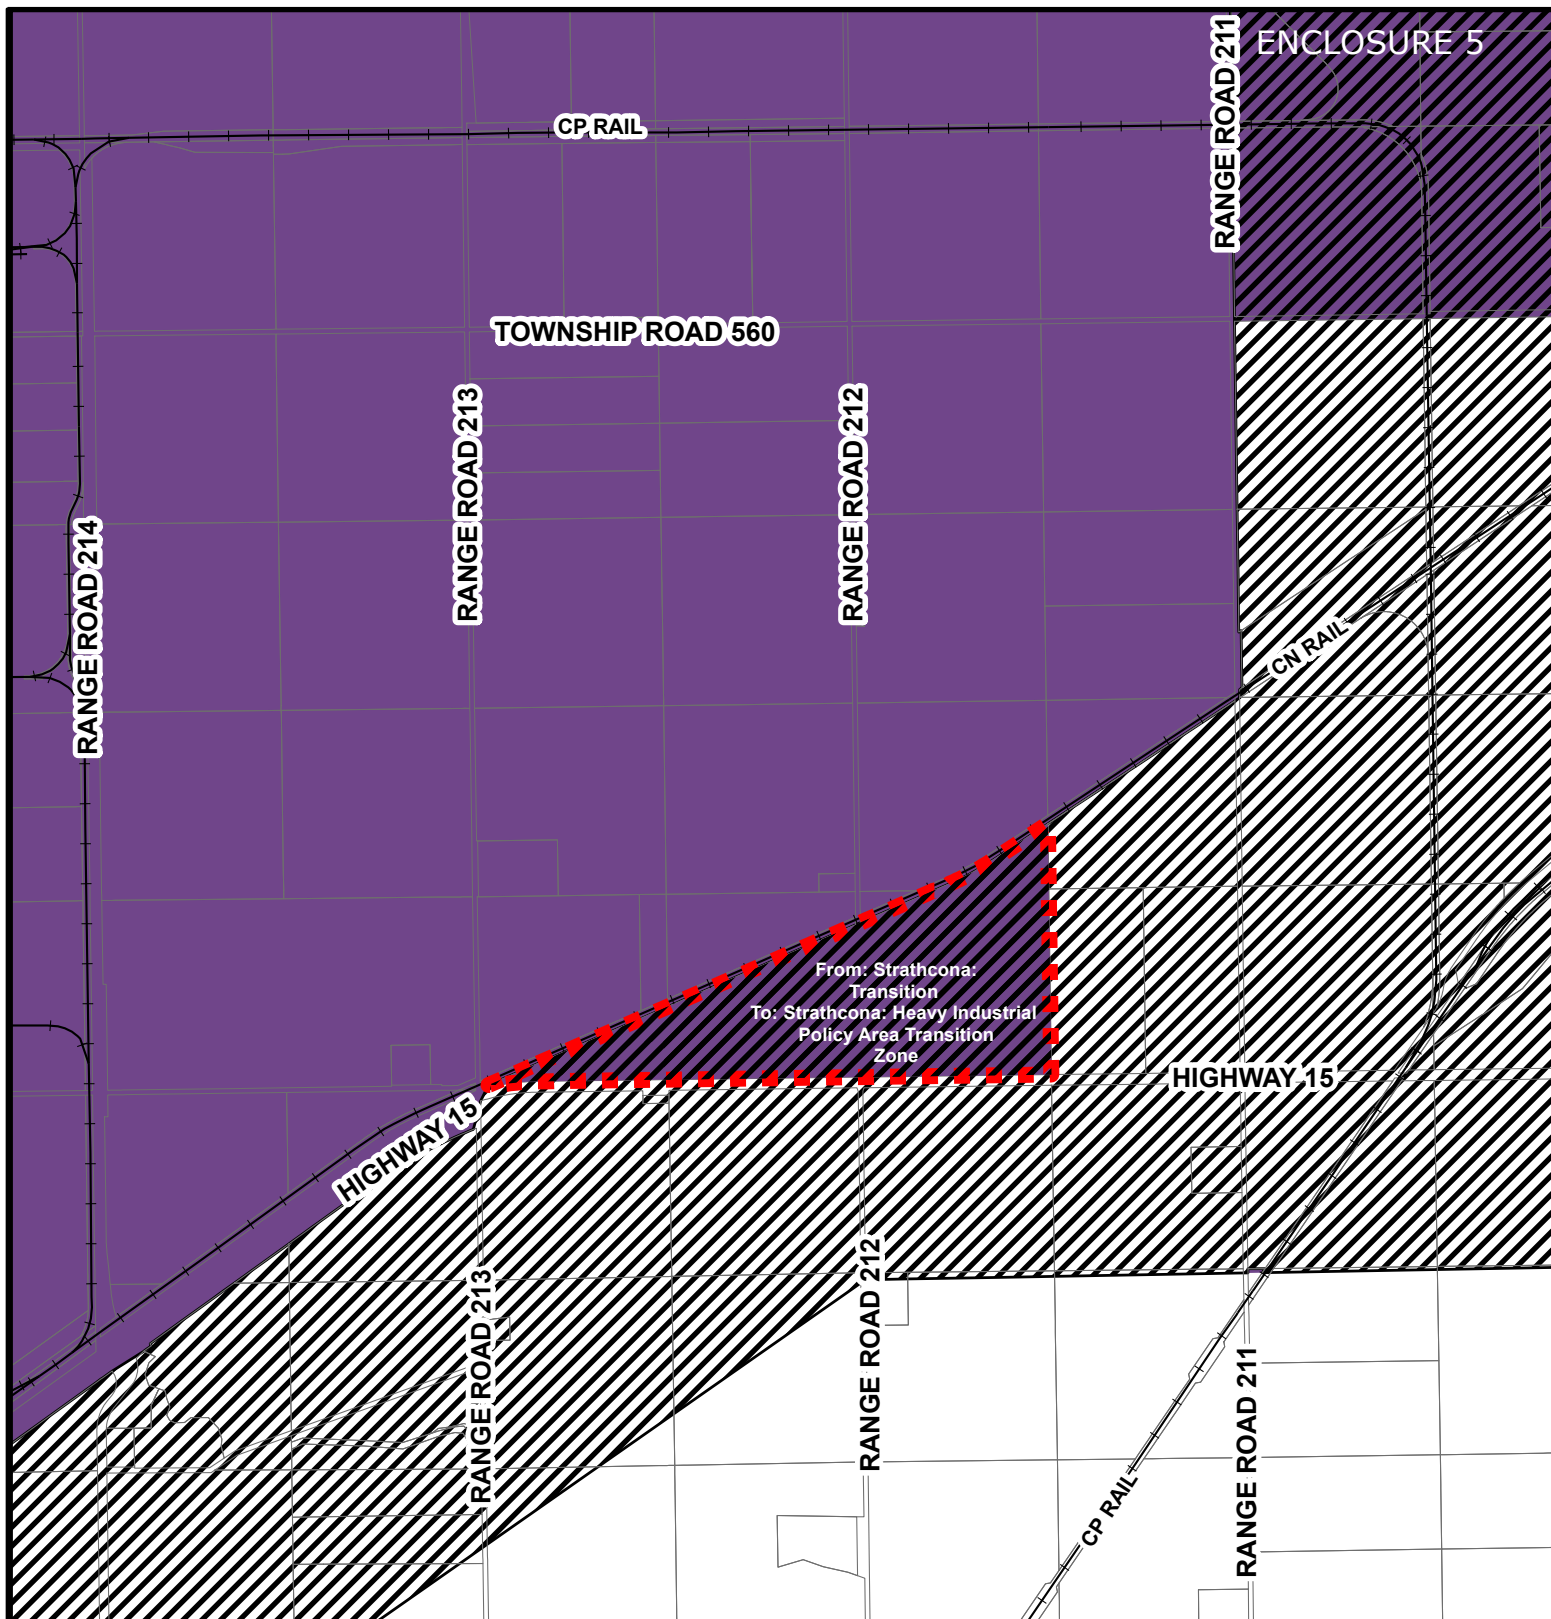 ENCLOSURE 5
RANGE ROAD 211
CP RAIL
TOWNSHIP ROAD 560
RANGE ROAD 213
RANGE ROAD 212
RANGE ROAD 214
CN RAIL
From: Strathcona:
Transition
To: Strathcona: Heavy Industrial
Policy Area Transition
Zone
HIGHWAY 15
HIGHWAY 15
RANGE ROAD 213
RANGE ROAD 212
RANGE ROAD 211
CP RAIL